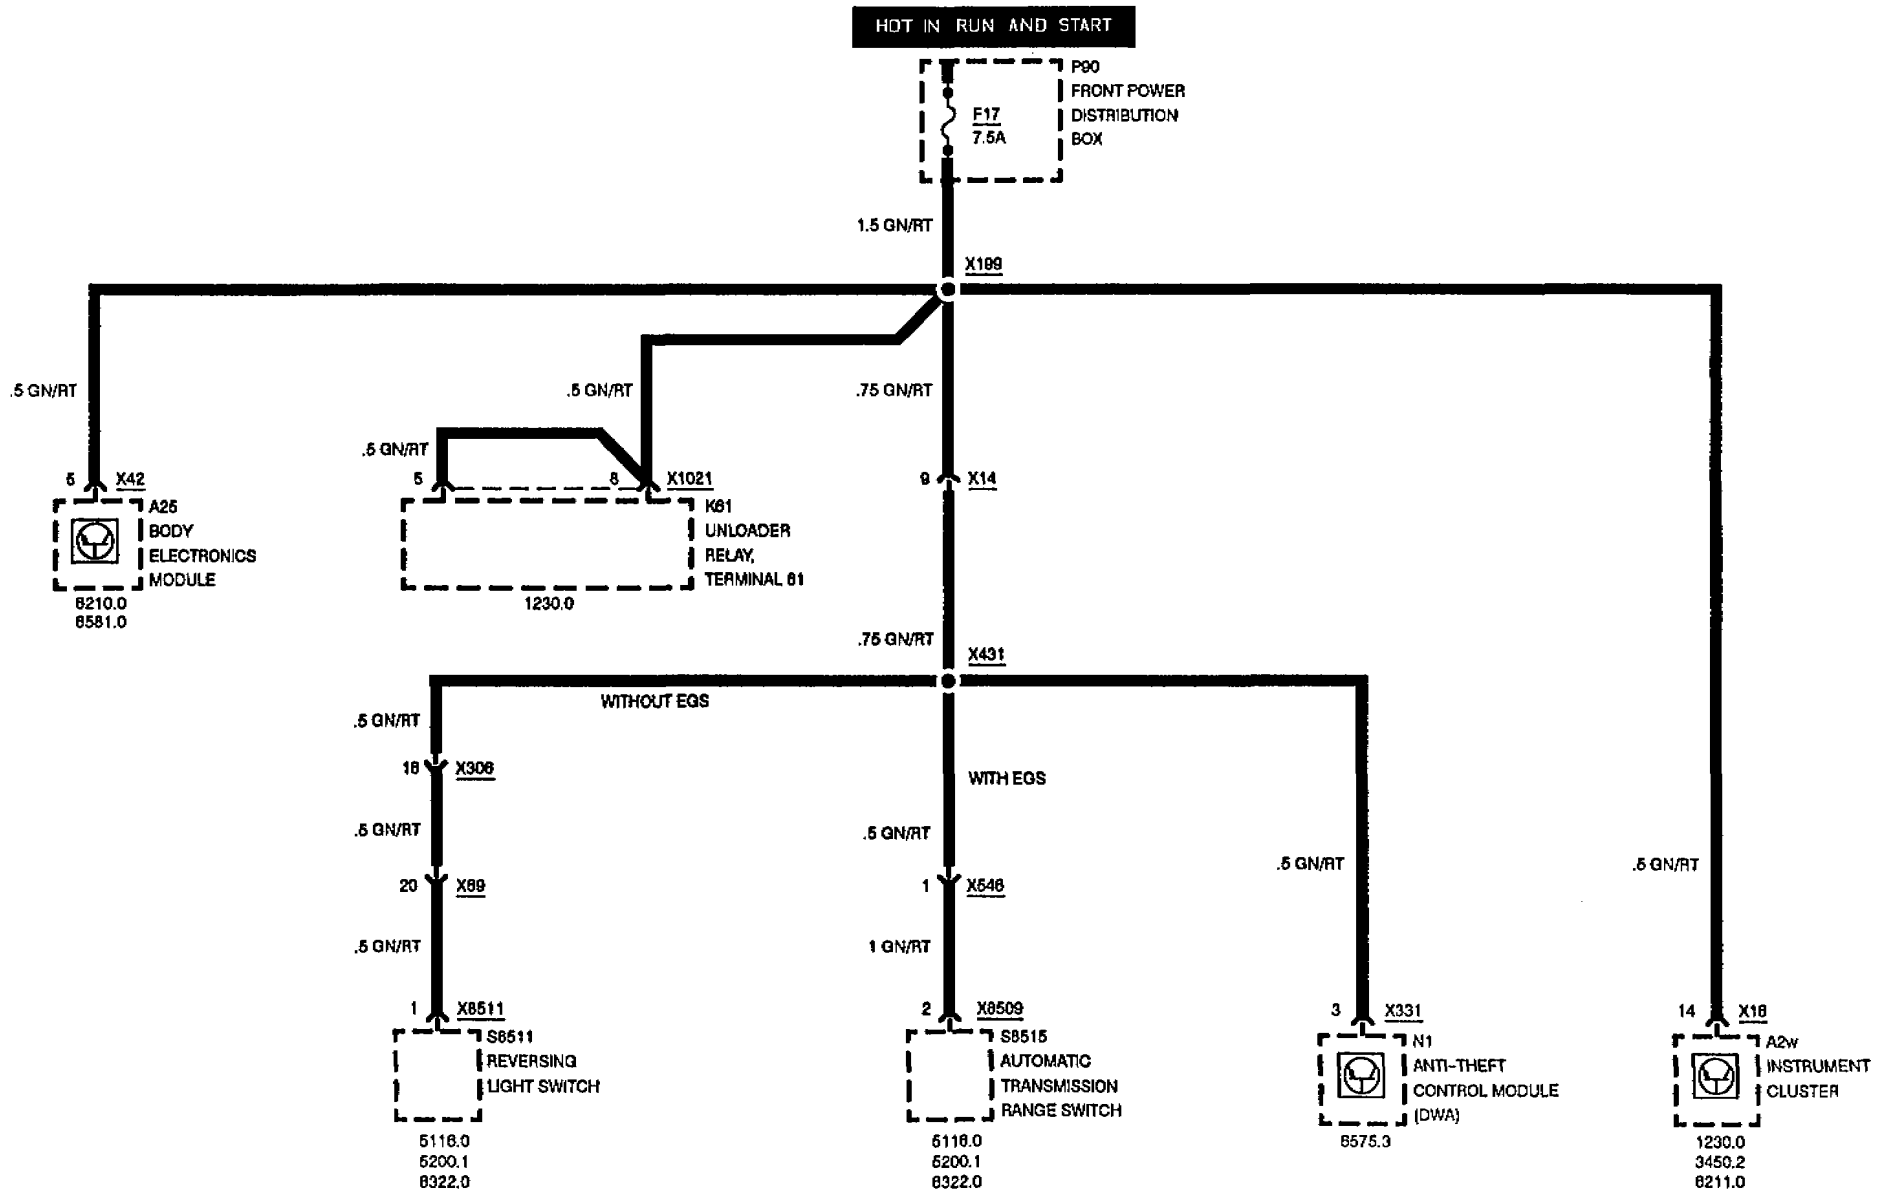 HOT IN RUN AND START
P90
FRONT POWER
DISTRIBUTION
BOX
F17
7.5A
1.5 GN/RT
X199
.5 GN/RT
.5 GN/RT
.75 GN/RT
.5 GN/RT
5
X42
5
8
X1021
9
X14
A25
BODY
ELECTRONICS
MODULE
6210.0
6581.0
K61
UNLOADER
RELAY,
TERMINAL 61
1230.0
.75 GN/RT
X431
WITHOUT EGS
.5 GN/RT
WITH EGS
X306
.5 GN/RT
.5 GN/RT
.5 GN/RT
.5 GN/RT
20
X69
1
X546
.5 GN/RT
1 GN/RT
1
X8511
2
X8509
3
X331
14
X16
S8511
REVERSING
LIGHT SWITCH
5116.0
5200.1
6322.0
S8515
AUTOMATIC
TRANSMISSION
RANGE SWITCH
5116.0
5200.1
6322.0
N1
ANTI-THEFT
CONTROL MODULE
(DWA)
6575.3
A2w
INSTRUMENT
CLUSTER
1230.0
3450.2
6211.0